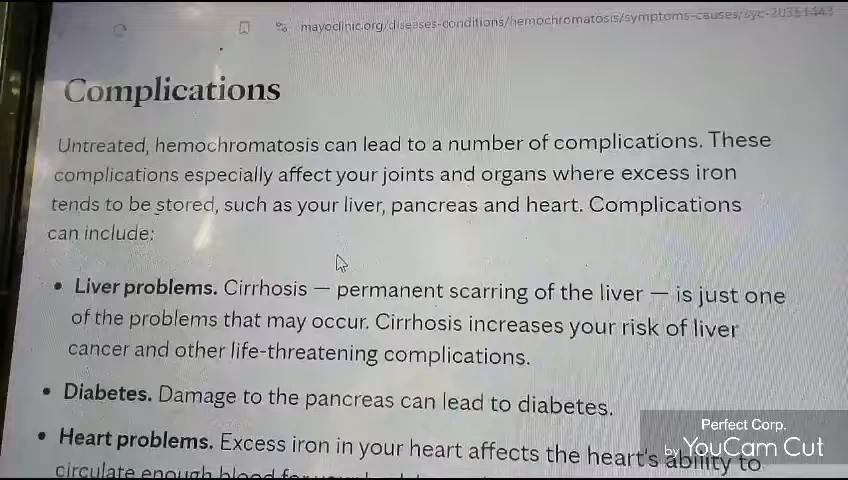 mayoclinic.org/diseases-conditions/hemochromatosis/symptoms-causes/syc-20351443
Complications
Untreated, hemochromatosis can lead to a number of complications. These
complications especially affect your joints and organs where excess iron
tends to be stored, such as your liver, pancreas and heart. Complications
can include:
• Liver problems. Cirrhosis — permanent scarring of the liver — is just one
of the problems that may occur. Cirrhosis increases your risk of liver
cancer and other life-threatening complications.
• Diabetes. Damage to the pancreas can lead to diabetes.
• Heart problems. Excess iron in your heart affects the heart's ability to
circulate enough blood
Perfect Corp.
by YouCam Cut